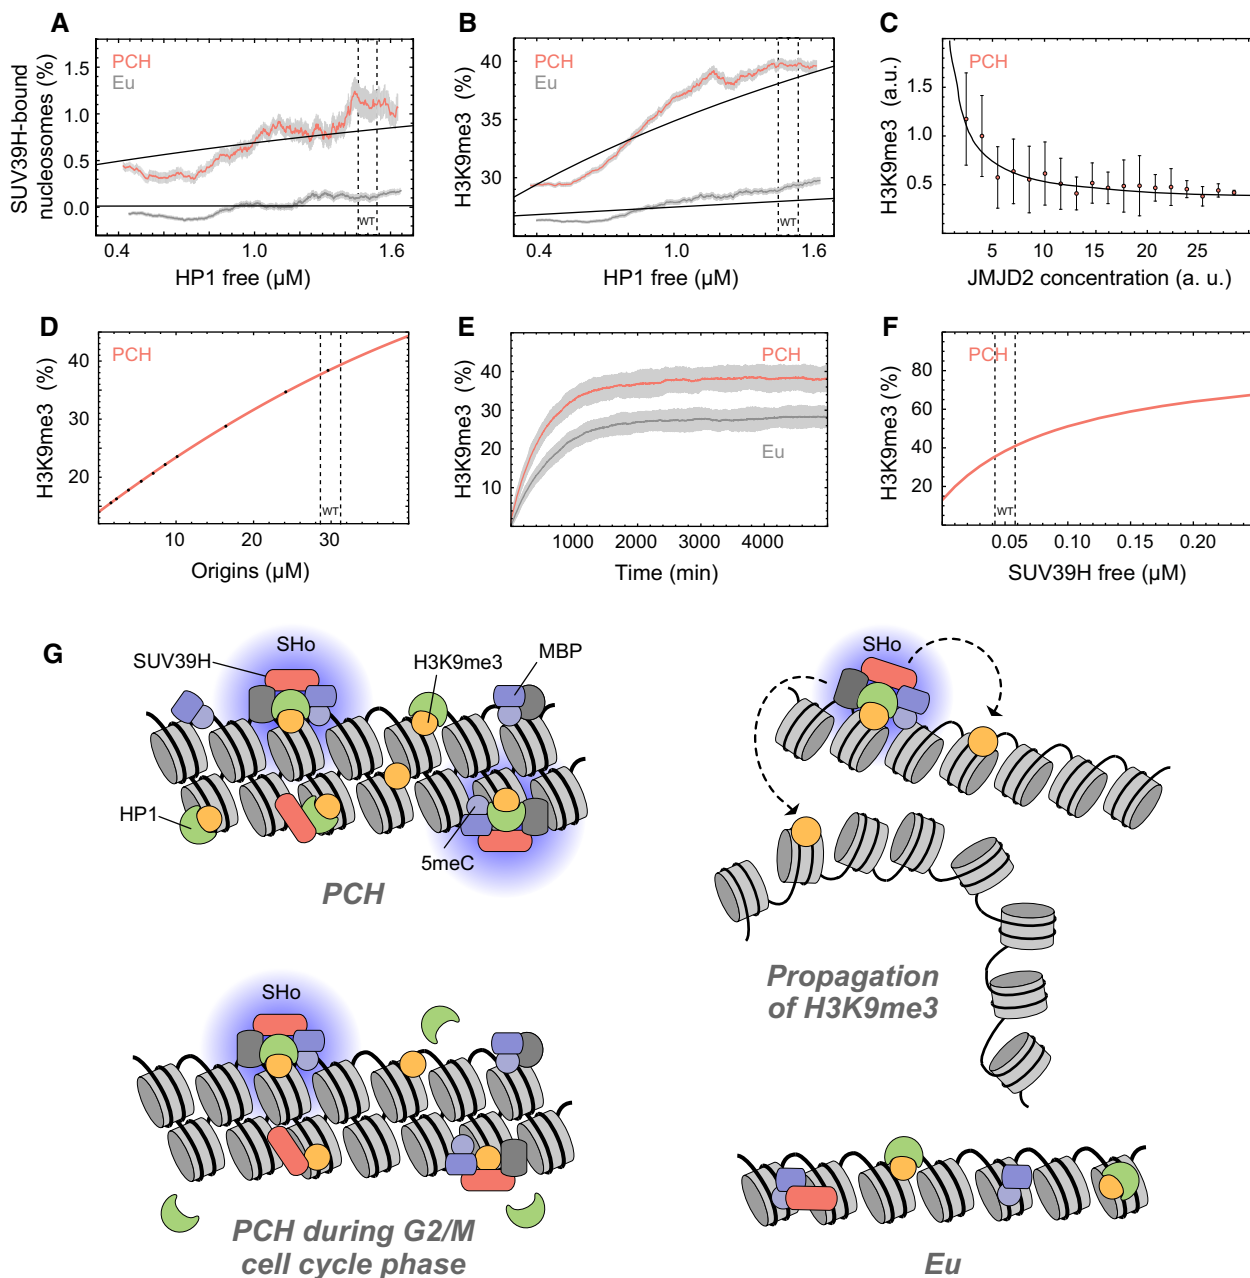 A
SUV39H-bound
nucleosomes (%)
PCH
Eu
1.5
1.0
0.5
0.0
WT
0.4
1.0
1.6
HP1 free (µM)
B
H3K9me3 (%)
PCH
Eu
40
35
30
WT
0.4
1.0
1.6
HP1 free (µM)
C
H3K9me3 (a.u.)
PCH
1.5
1.0
0.5
5
10
15
20
25
JMJD2 concentration (a. u.)
D
H3K9me3 (%)
PCH
40
30
20
WT
10
20
30
Origins (µM)
E
H3K9me3 (%)
PCH
Eu
40
30
20
10
1000
2000
3000
4000
Time (min)
F
H3K9me3 (%)
PCH
80
60
40
20
WT
0.05
0.10
0.15
0.20
SUV39H free (µM)
G
SHo
SUV39H
H3K9me3
MBP
HP1
5meC
PCH
SHo
Propagation
of H3K9me3
SHo
PCH during G2/M
cell cycle phase
Eu